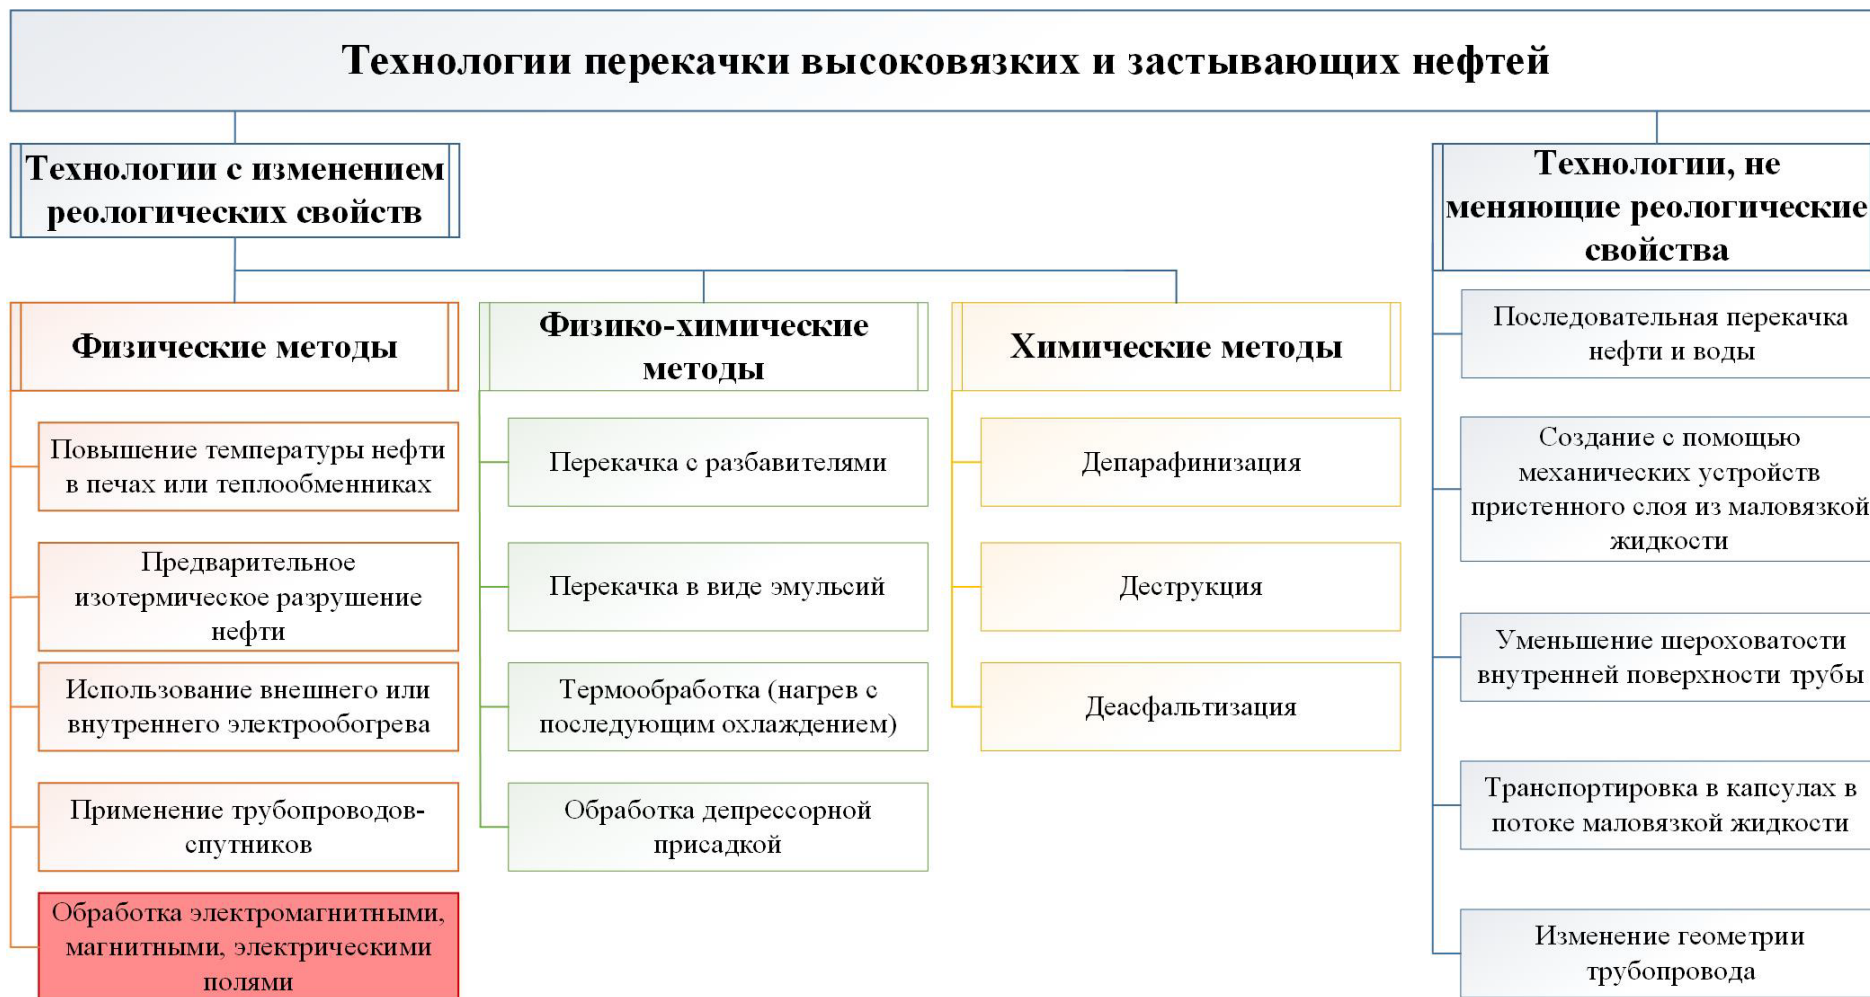 Технологии перекачки высоковязких и застывающих нефтей
Технологии с изменением
реологических свойств
Технологии, не
меняющие реологические
свойства
Физические методы
Повышение температуры нефти
в печах или теплообменниках
Предварительное
изотермическое разрушение
нефти
Использование внешнего или
внутреннего электрообогрева
Применение трубопроводов-
спутников
Обработка электромагнитными,
магнитными, электрическими
полями
Физико-химические
методы
Перекачка с разбавителями
Перекачка в виде эмульсий
Термообработка (нагрев с
последующим охлаждением)
Обработка депрессорной
присадкой
Химические методы
Депарафинизация
Деструкция
Деасфальтизация
Последовательная перекачка
нефти и воды
Создание с помощью
механических устройств
пристенного слоя из маловязкой
жидкости
Уменьшение шероховатости
внутренней поверхности трубы
Транспортировка в капсулах в
потоке маловязкой жидкости
Изменение геометрии
трубопровода